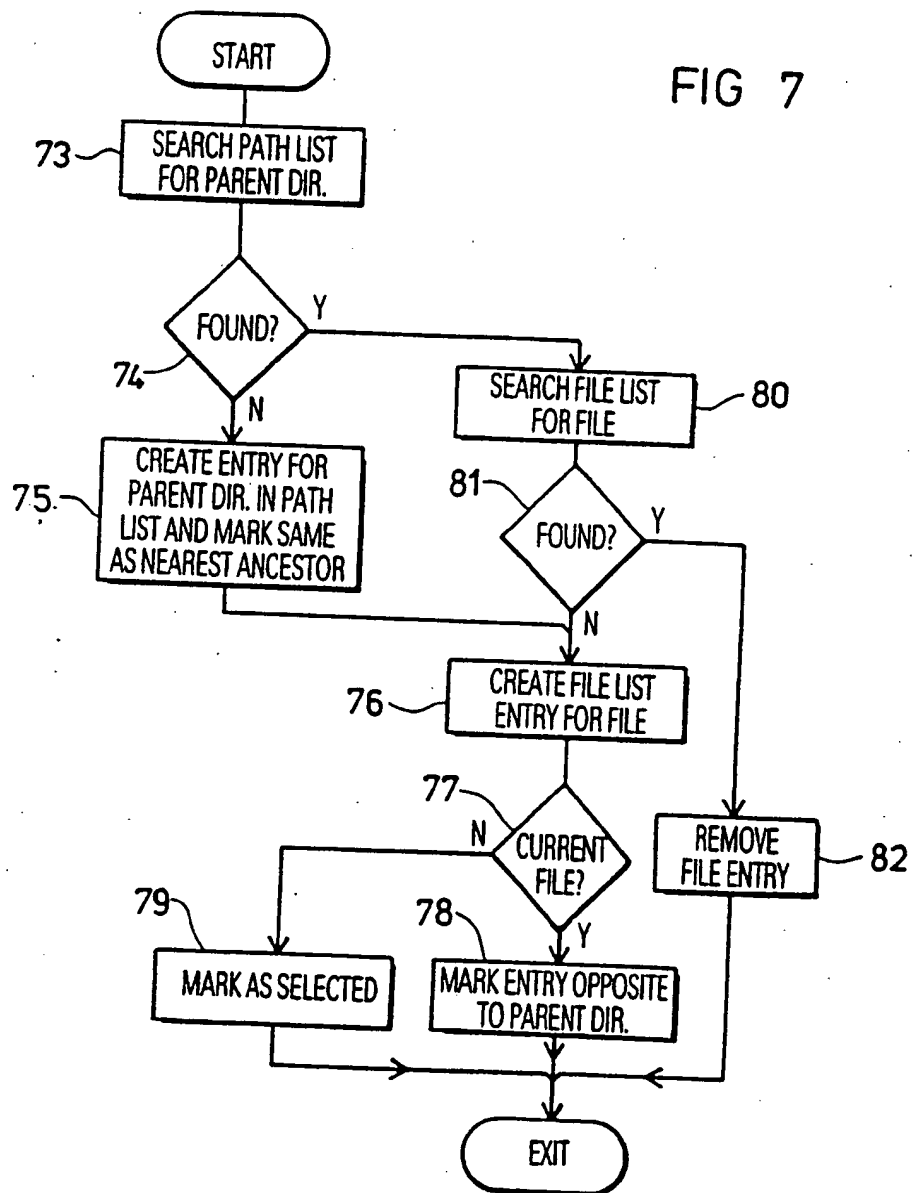 START
FIG 7
73
SEARCH PATH LIST
FOR PARENT DIR.
FOUND?
Y
74
N
SEARCH FILE LIST
FOR FILE
80
75
CREATE ENTRY FOR
PARENT DIR. IN PATH
LIST AND MARK SAME
AS NEAREST ANCESTOR
81
FOUND?
Y
N
76
CREATE FILE LIST
ENTRY FOR FILE
77
N
CURRENT
FILE?
Y
REMOVE
FILE ENTRY
82
79
MARK AS SELECTED
78
MARK ENTRY OPPOSITE
TO PARENT DIR.
EXIT